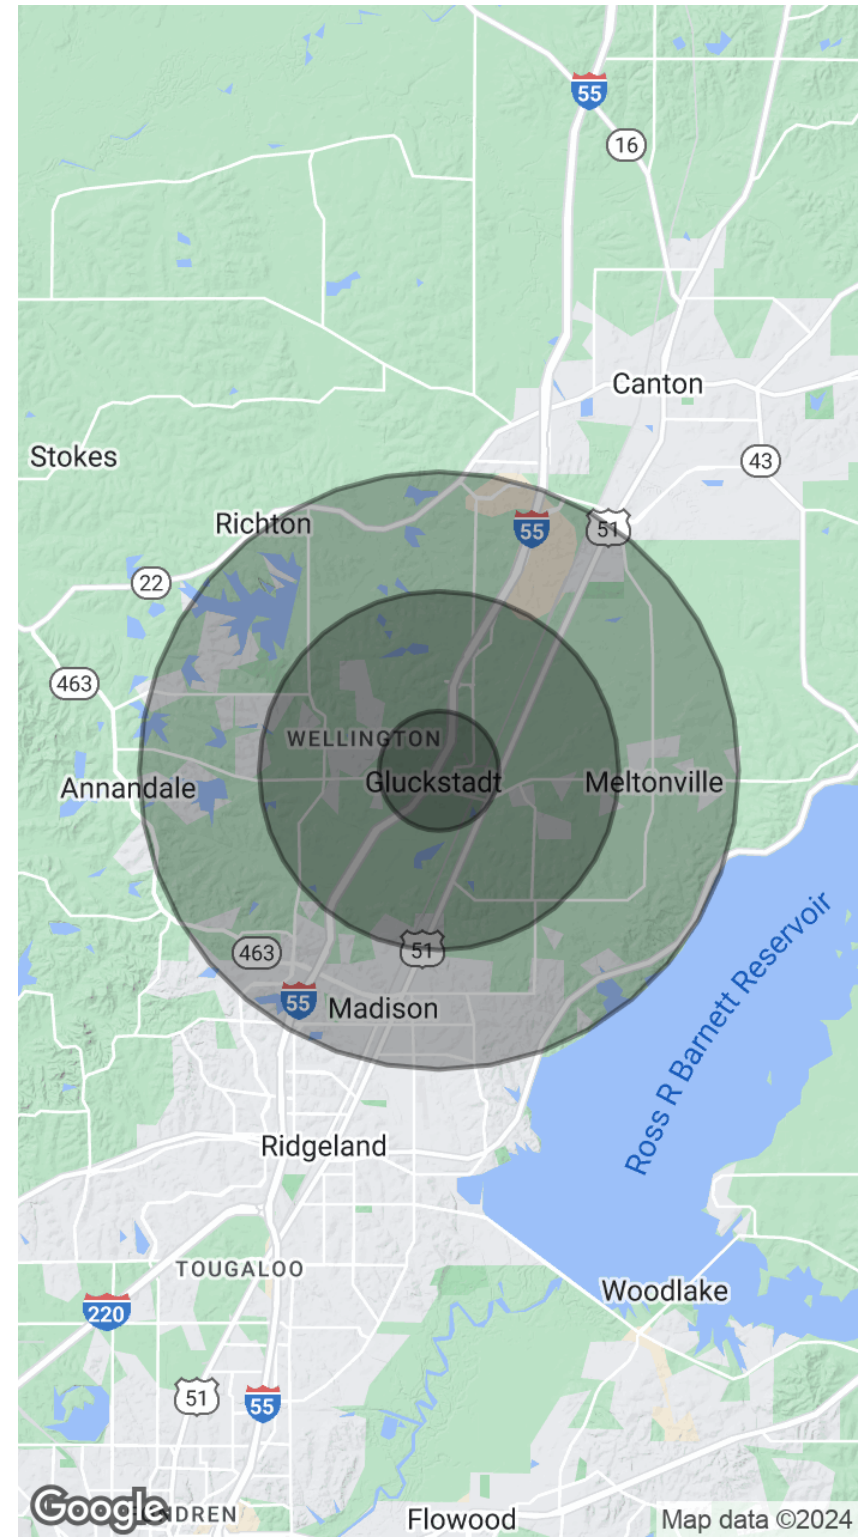 55
16
Canton
Stokes
43
Richton
55
51
22
463
WELLINGTON
Gluckstadt
Meltonville
Annandale
Ross R Barnett Reservoir
463
51
55
Madison
Ridgeland
TOUGALOO
Woodlake
220
51
55
Google
NDREN
Flowood
Map data ©2024